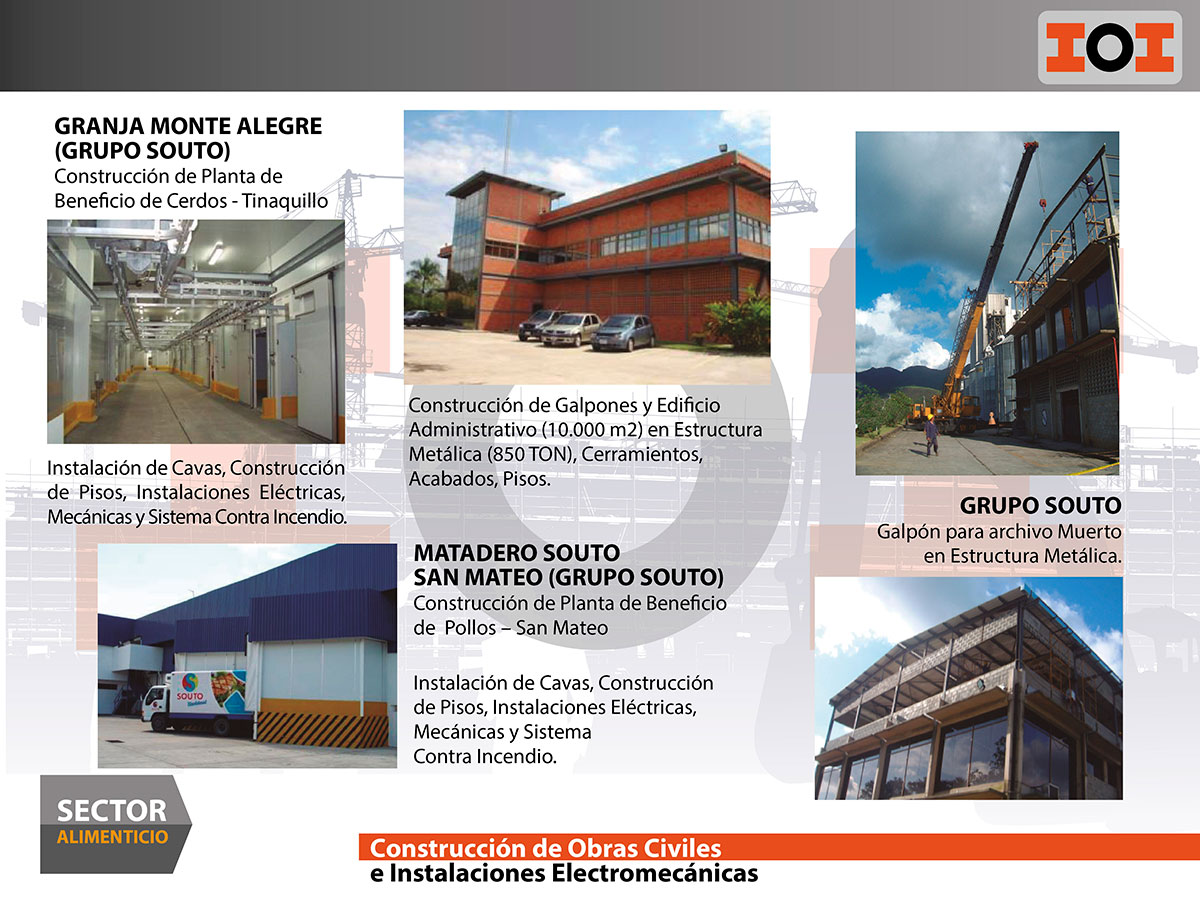 IOI
GRANJA MONTE ALEGRE
(GRUPO SOUTO)
Construcción de Planta de
Beneficio de Cerdos - Tinaquillo
Instalación de Cavas, Construcción
de Pisos, Instalaciones Eléctricas,
Mecánicas y Sistema Contra Incendio.
Construcción de Galpones y Edificio
Administrativo (10.000 m2) en Estructura
Metálica (850 TON), Cerramientos,
Acabados, Pisos.
MATADERO SOUTO
SAN MATEO (GRUPO SOUTO)
Construcción de Planta de Beneficio
de Pollos – San Mateo
Instalación de Cavas, Construcción
de Pisos, Instalaciones Eléctricas,
Mecánicas y Sistema
Contra Incendio.
GRUPO SOUTO
Galpón para archivo Muerto
en Estructura Metálica.
SOUTO
SECTOR
ALIMENTICIO
Construcción de Obras Civiles
e Instalaciones Electromecánicas